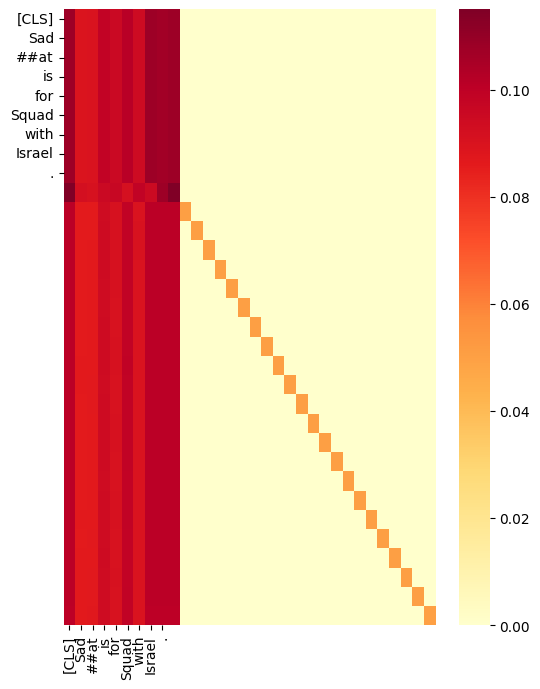 [CLS]
Sad
##at
is
for
Squad
with
Israel
.
0.10
0.08
0.06
0.04
0.02
0.00
[CLS]
Sad
##at
is
for
Squad
with
Israel
.